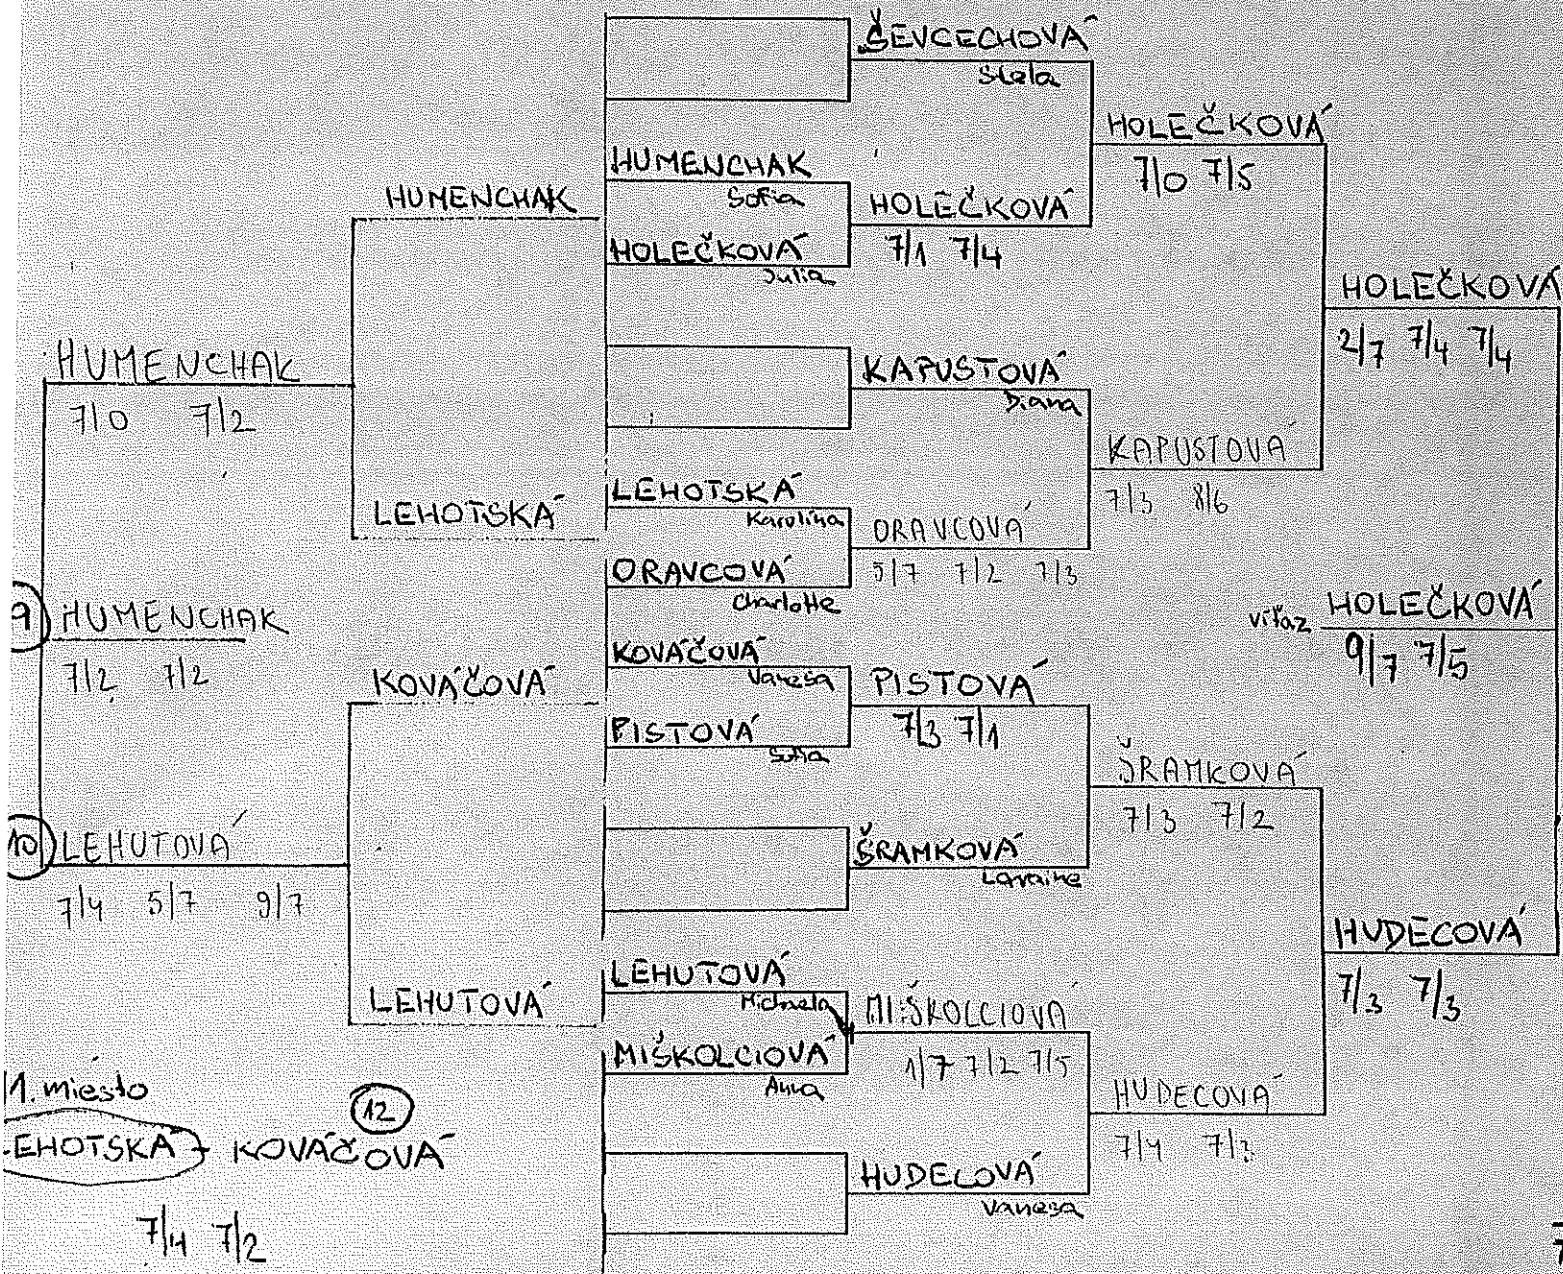 ŠEVCECHOVÁ
Stela
HUMENCHAK
Sofia
HOLEČKOVÁ
Julia
HOLEČKOVÁ
7/1 7/4
HOLEČKOVÁ
7/0 7/5
KAPUSTOVÁ
Diana
LEHOTSKÁ
Karolína
ORAVCOVÁ
Charlotte
ORAVCOVÁ
5/7 7/2 7/3
KAPUSTOVÁ
7/3 8/6
HOLEČKOVÁ
2/7 7/4 7/4
KOVÁČOVÁ
Vanesa
PISTOVÁ
Sofia
PISTOVÁ
7/3 7/1
ŠRAMKOVÁ
Loraine
ŠRAMKOVÁ
7/3 7/2
LEHUTOVÁ
Michaela
MIŠKOLCIOVÁ
Anna
MIŠKOLCIOVÁ
1/7 7/2 7/5
HUDECOVÁ
Vanesa
HUDECOVÁ
7/4 7/3
HUDECOVÁ
7/3 7/3
víťaz HOLEČKOVÁ
9/7 7/5
HUMENCHAK
LEHOTSKÁ
HUMENCHAK
7/0 7/2
KOVÁČOVÁ
LEHUTOVÁ
10 LEHUTOVÁ
7/4 5/7 9/7
9 HUMENCHAK
7/2 7/2
1. miesto
12
EHOTSKÁ - KOVÁČOVÁ
7/4 7/2